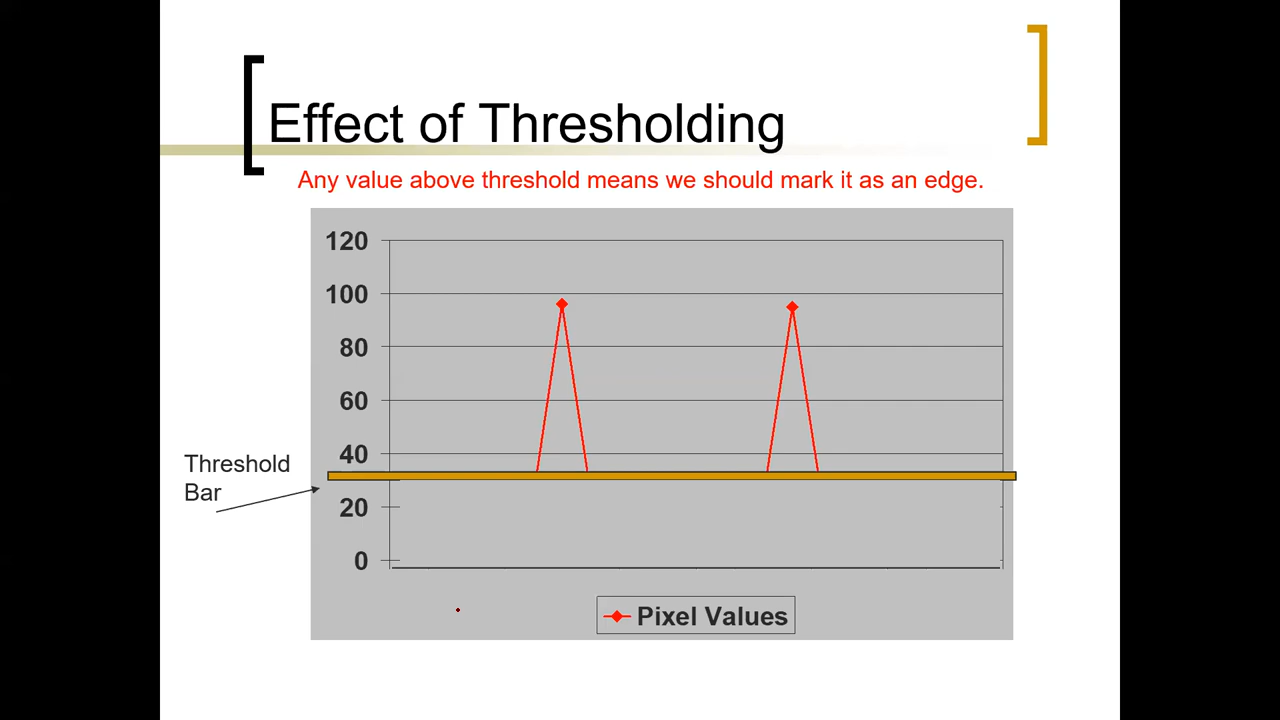 Effect of Thresholding
Any value above threshold means we should mark it as an edge.
120
100
80
60
40
20
0
Threshold
Bar
Pixel Values